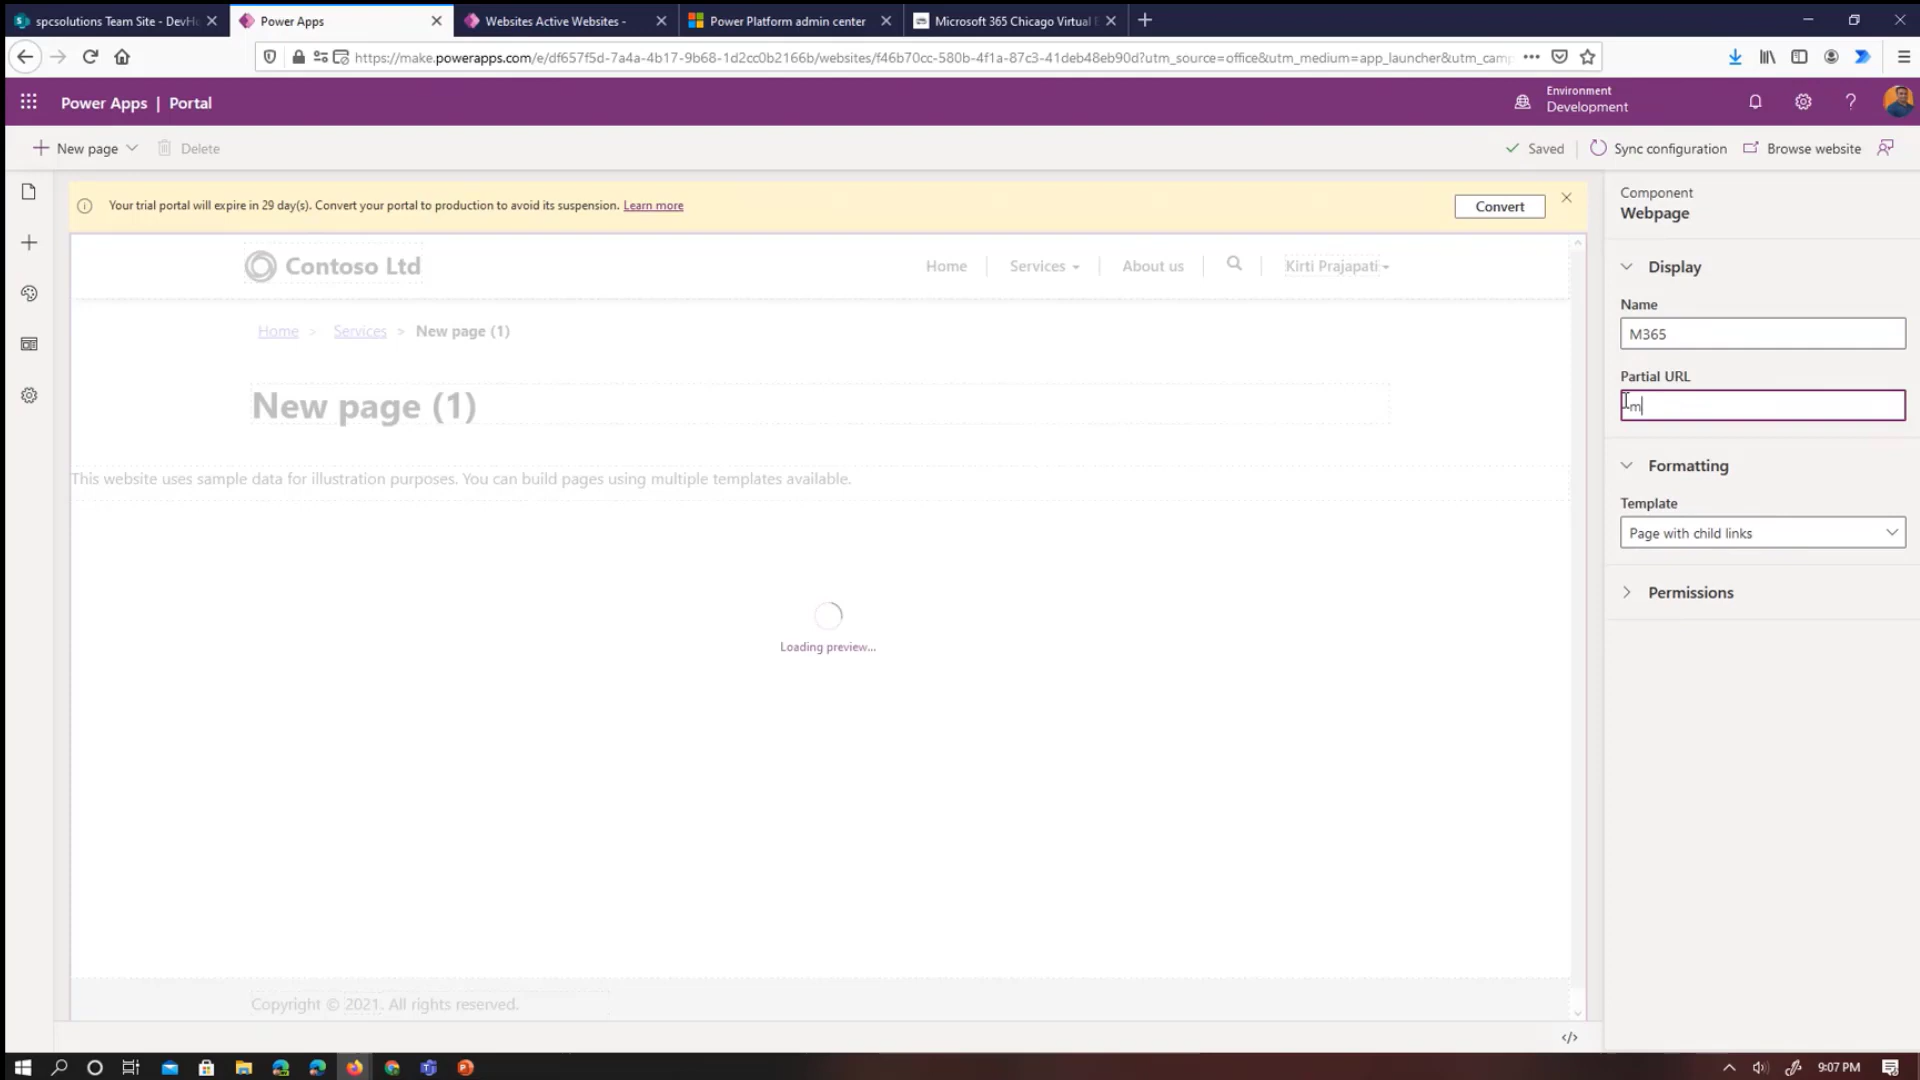 spcsolutions Team Site - DevH
Power Apps
Websites Active Websites -
Power Platform admin center
Microsoft 365 Chicago Virtual E
https://make.powerapps.com/e/df657f5d-7a4a-4b17-9b68-1d2cc0b2166b/websites/f46b70cc-580b-4f1a-87c3-41deb48eb90d?utm_source=office&utm_medium=app_launcher&utm_camp
Power Apps | Portal
Environment
Development
New page
Delete
Saved
Sync configuration
Browse website
Your trial portal will expire in 29 day(s). Convert your portal to production to avoid its suspension. Learn more
Convert
Contoso Ltd
Home
Services
About us
Kirti Prajapati
Home > Services > New page (1)
New page (1)
This website uses sample data for illustration purposes. You can build pages using multiple templates available.
Loading preview...
Copyright © 2021. All rights reserved.
Component
Webpage
Display
Name
M365
Partial URL
m
Formatting
Template
Page with child links
Permissions
</>
9:07 PM